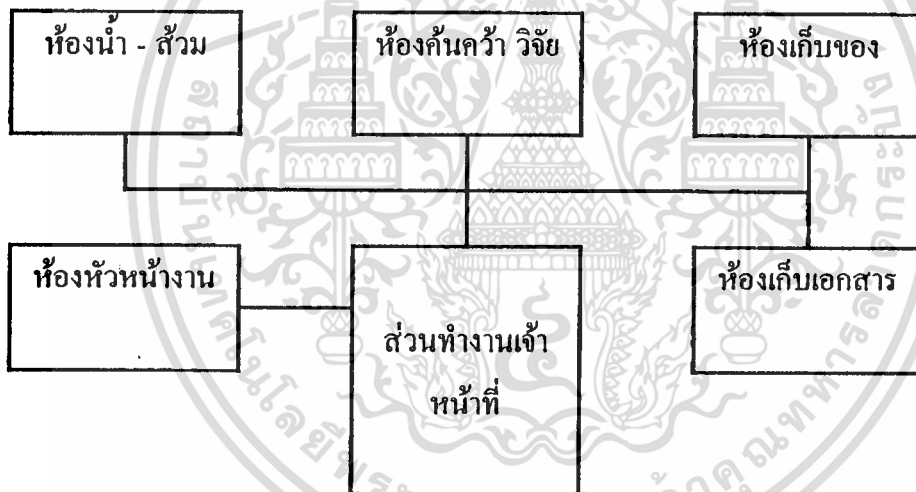 ห้องน้ำ - ส้วม
ห้องค้นคว้า วิจัย
ห้องเก็บของ
ห้องหัวหน้างาน
ส่วนทำงานเจ้า
หน้าที่
ห้องเก็บเอกสาร